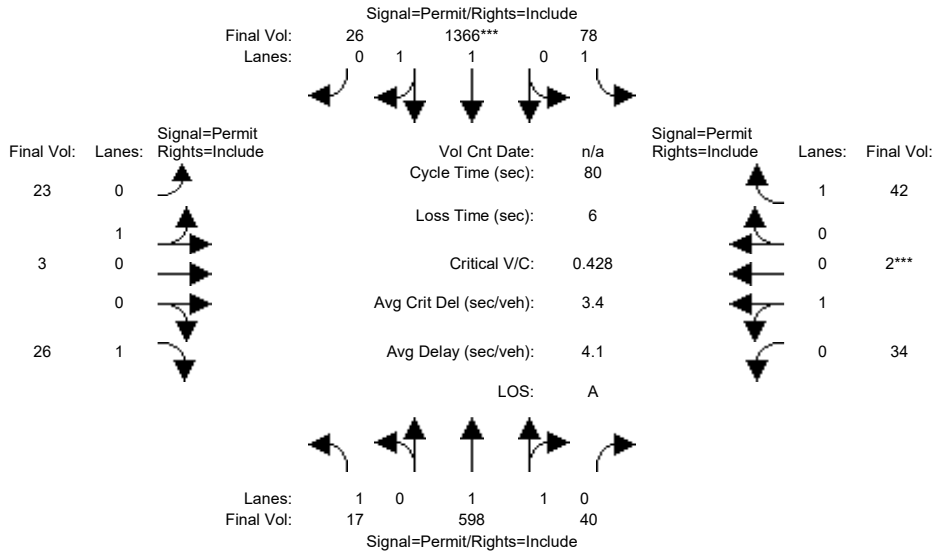 Signal=Permit/Rights=Include
Final Vol: 26 1366*** 78
Lanes: 0 1 1 0 1
Signal=Permit
Final Vol: Lanes: Rights=Include
Vol Cnt Date: n/a
Signal=Permit
Rights=Include Lanes: Final Vol:
Cycle Time (sec): 80
23 0
1 42
Loss Time (sec): 6
1
0
3 0
Critical V/C: 0.428
0 2***
0
Avg Crit Del (sec/veh): 3.4
1
26 1
Avg Delay (sec/veh): 4.1
0 34
LOS: A
Lanes: 1 0 1 1 0
Final Vol: 17 598 40
Signal=Permit/Rights=Include